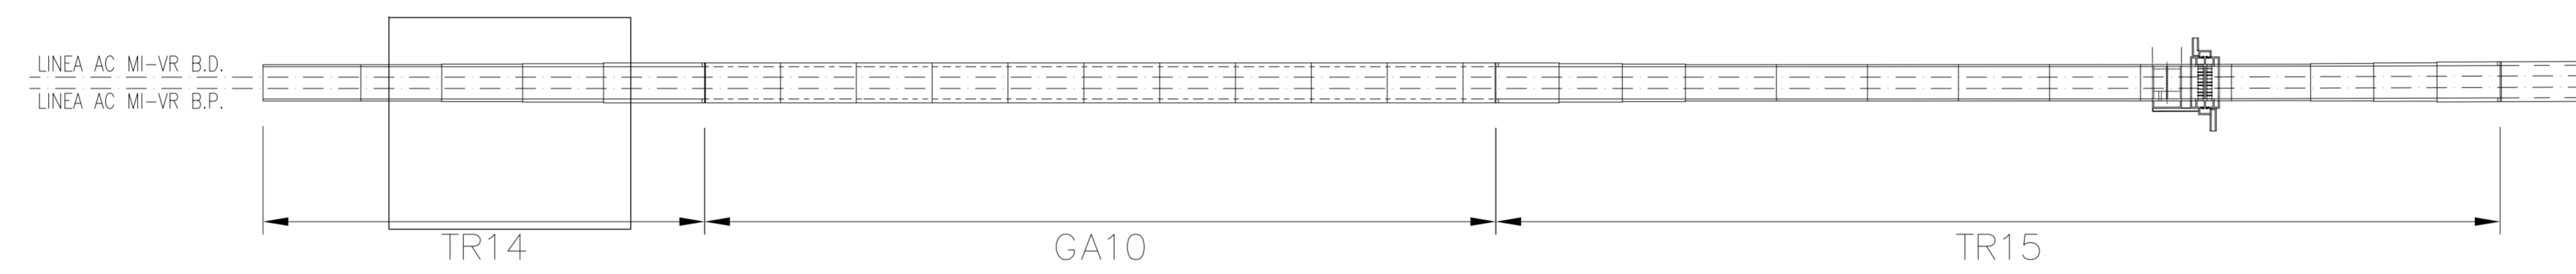 LINEA AC MI-VR B.D.
LINEA AC MI-VR B.P.
TR14
GA10
TR15